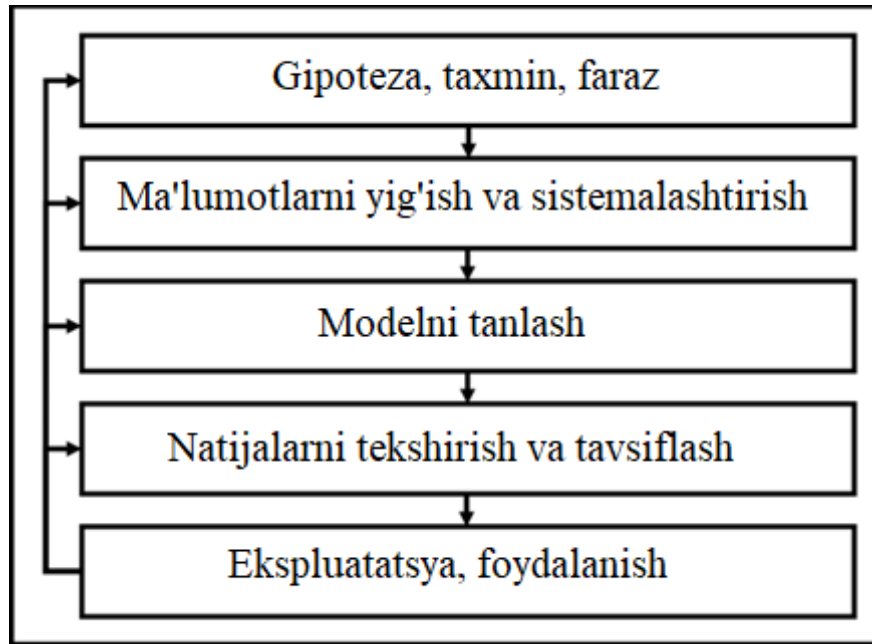 Gipoteza, taxmin, faraz
Ma'lumotlarni yig'ish va sistemalashtirish
Modelni tanlash
Natijalarni tekshirish va tavsiflash
Ekspluatatsya, foydalanish